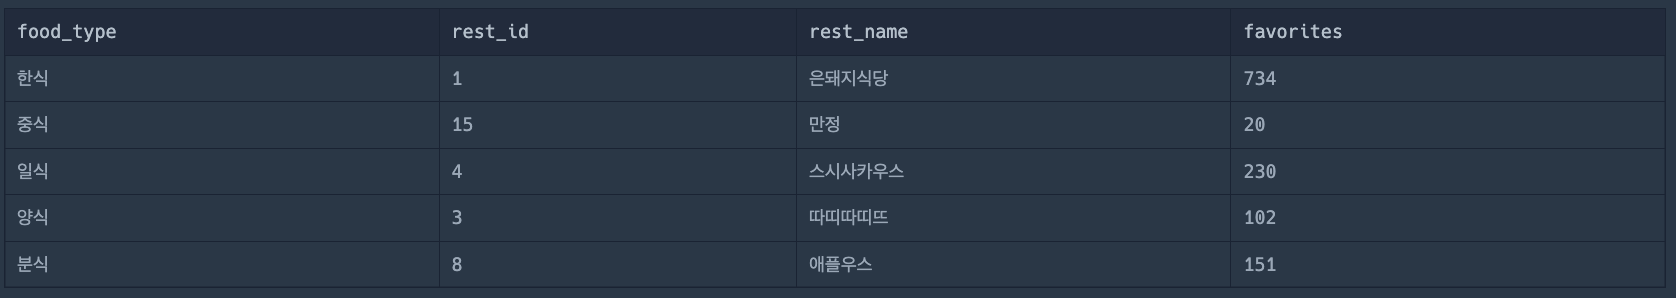 food_type rest_id rest_name favorites
한식 1 은돼지식당 734
중식 15 만정 20
일식 4 스시사카우스 230
양식 3 따띠따띠뜨 102
분식 8 애플우스 151